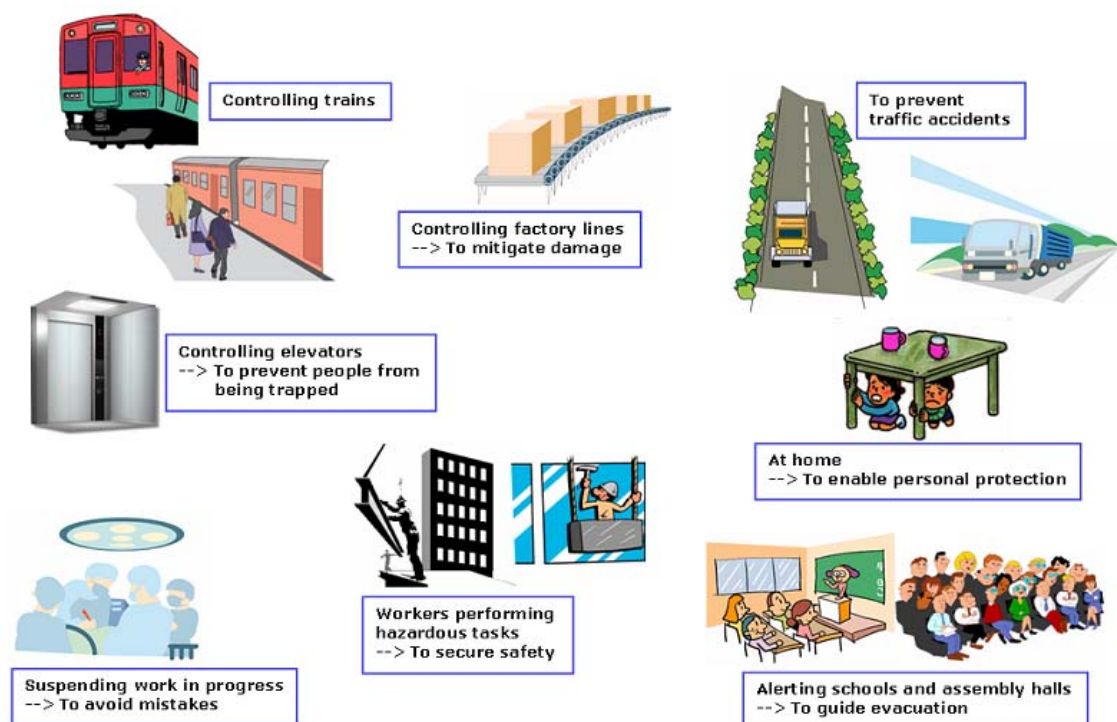 Controlling trains
To prevent
traffic accidents
Controlling factory lines
--> To mitigate damage
Controlling elevators
--> To prevent people from
being trapped
At home
--> To enable personal protection
Workers performing
hazardous tasks
--> To secure safety
Suspending work in progress
--> To avoid mistakes
Alerting schools and assembly halls
--> To guide evacuation